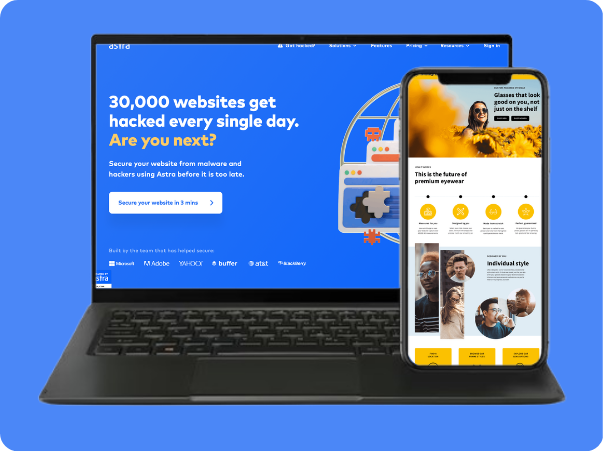 astra
Get hacked?
Solutions
Features
Pricing
Resources
Sign in
30,000 websites get
hacked every single day.
Are you next?
Secure your website from malware and
hackers using Astra before it is too late.
Secure your website in 3 mins
Built by the team that has helped secure:
Microsoft
Adobe
YAHOO!
buffer
at&t
BlackBerry
stra
Glasses that look
good on you, not
just on the shelf
This is the future of
premium eyewear
Individual style